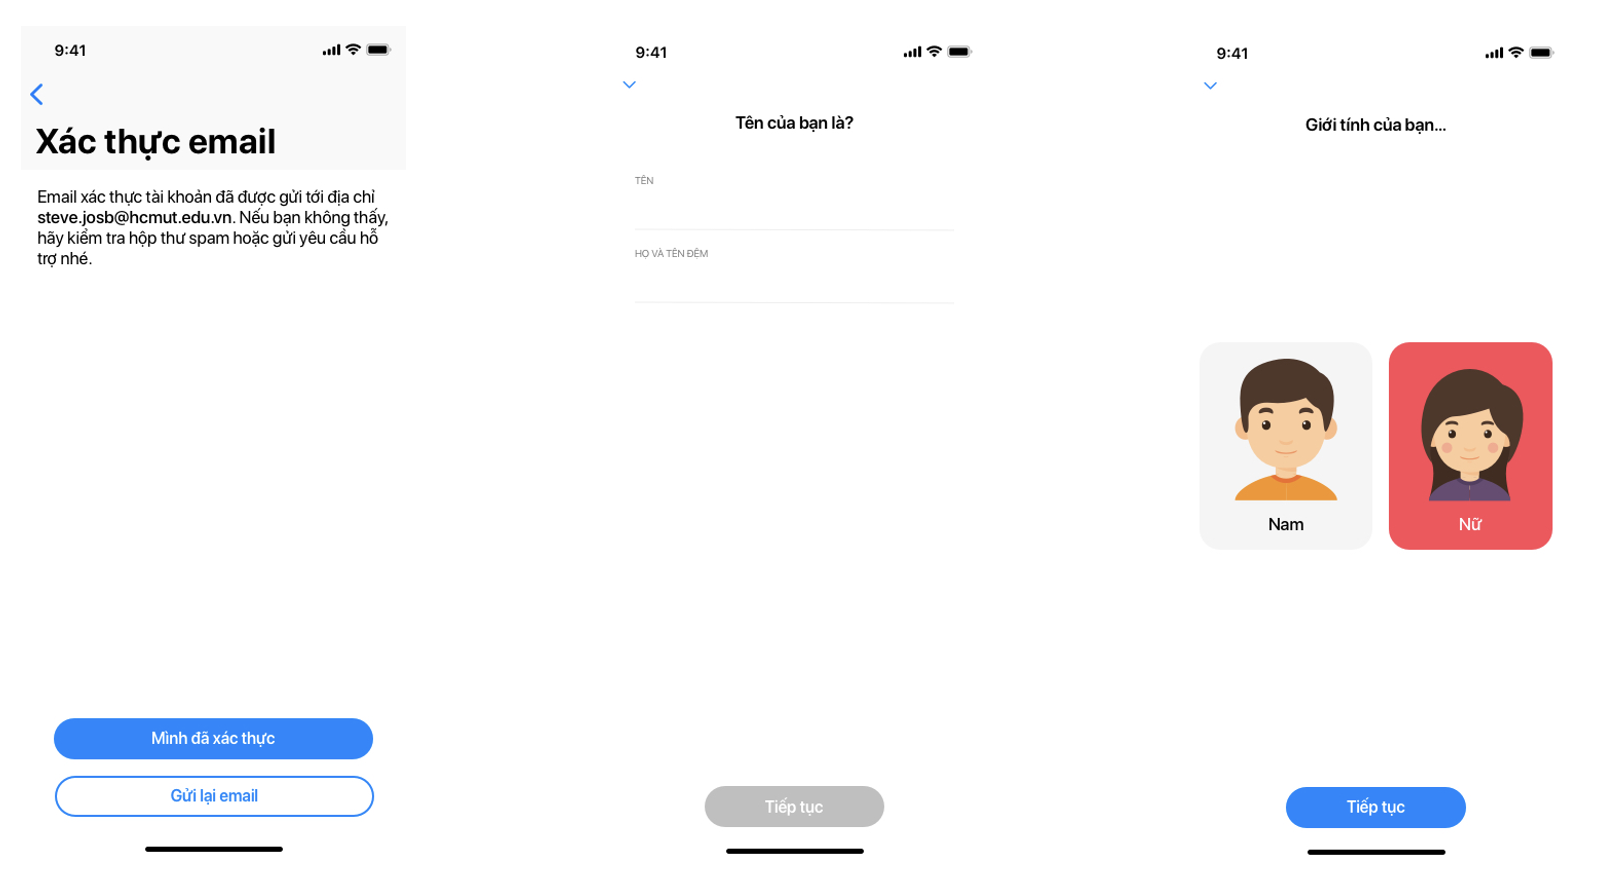 9:41
Xác thực email
Email xác thực tài khoản đã được gửi tới địa chỉ
steve.josb@hcmut.edu.vn. Nếu bạn không thấy,
hãy kiểm tra hộp thư spam hoặc gửi yêu cầu hỗ
trợ nhé.
Mình đã xác thực
Gửi lại email
9:41
Tên của bạn là?
TÊN
HỌ VÀ TÊN ĐỆM
Tiếp tục
9:41
Giới tính của bạn...
Nam
Nữ
Tiếp tục